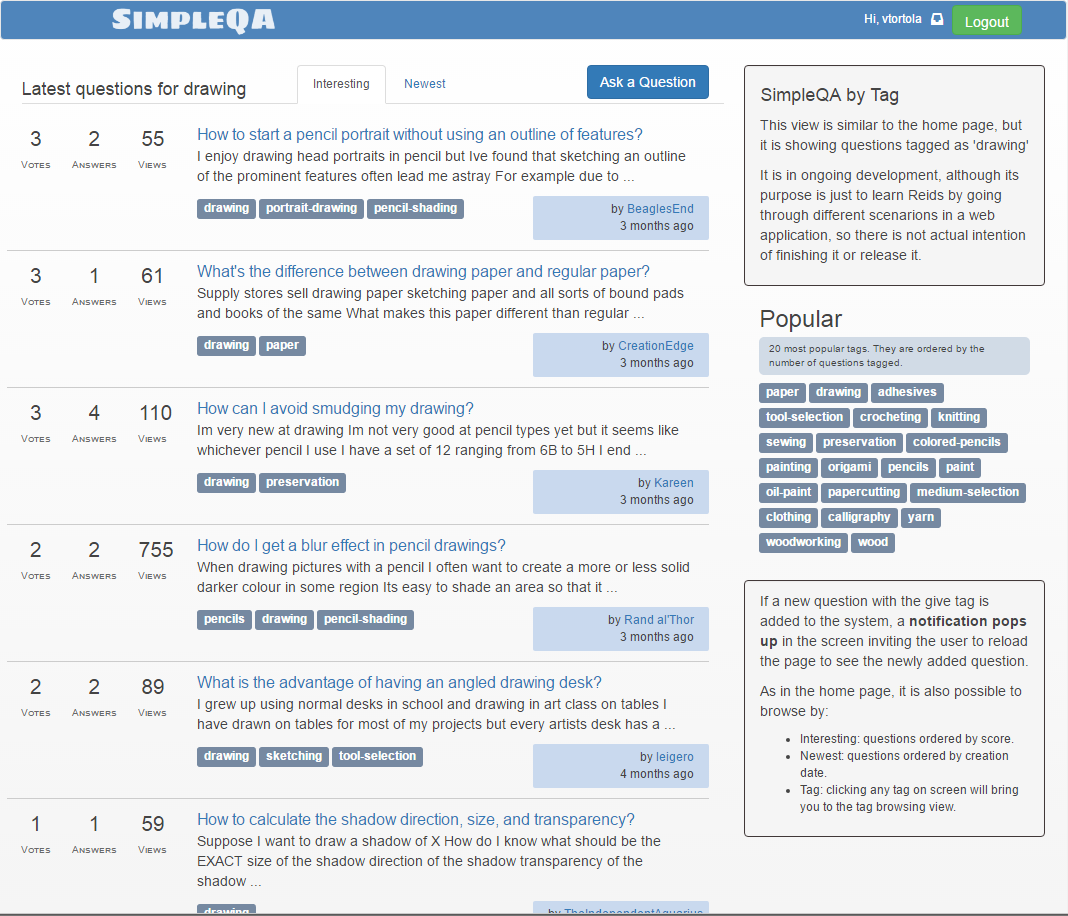 SimpleQA
Hi, vtortola
Logout
Latest questions for drawing
Interesting
Newest
Ask a Question
3 2 55
Votes Answers Views
How to start a pencil portrait without using an outline of features?
I enjoy drawing head portraits in pencil but Ive found that sketching an outline
of the prominent features often lead me astray For example due to ...
drawing portrait-drawing pencil-shading
by BeaglesEnd
3 months ago
3 1 61
Votes Answers Views
What's the difference between drawing paper and regular paper?
Supply stores sell drawing paper sketching paper and all sorts of bound pads
and books of the same What makes this paper different than regular ...
drawing paper
by CreationEdge
3 months ago
3 4 110
Votes Answers Views
How can I avoid smudging my drawing?
Im very new at drawing Im not very good at pencil types yet but it seems like
whichever pencil I use I have a set of 12 ranging from 6B to 5H I end ...
drawing preservation
by Kareen
3 months ago
2 2 755
Votes Answers Views
How do I get a blur effect in pencil drawings?
When drawing pictures with a pencil I often want to create a more or less solid
darker colour in some region Its easy to shade an area so that it ...
pencils drawing pencil-shading
by Rand al'Thor
3 months ago
2 2 89
Votes Answers Views
What is the advantage of having an angled drawing desk?
I grew up using normal desks in school and drawing in art class on tables I
have drawn on tables for most of my projects but every artists desk has a ...
drawing sketching tool-selection
by leigero
4 months ago
1 1 59
Votes Answers Views
How to calculate the shadow direction, size, and transparency?
Suppose I want to draw a shadow of X How do I know what should be the
EXACT size of the shadow direction of the shadow transparency of the
shadow ...
drawing
by TheIndependentAquarius
SimpleQA by Tag
This view is similar to the home page, but
it is showing questions tagged as 'drawing'
It is in ongoing development, although its
purpose is just to learn Reids by going
through different scenarions in a web
application, so there is not actual intention
of finishing it or release it.
Popular
20 most popular tags. They are ordered by the
number of questions tagged.
paper drawing adhesives
tool-selection crocheting knitting
sewing preservation colored-pencils
painting origami pencils paint
oil-paint papercutting medium-selection
clothing calligraphy yarn
woodworking wood
If a new question with the give tag is
added to the system, a notification pops
up in the screen inviting the user to reload
the page to see the newly added question.
As in the home page, it is also possible to
browse by:
• Interesting: questions ordered by score.
• Newest: questions ordered by creation
date.
• Tag: clicking any tag on screen will bring
you to the tag browsing view.